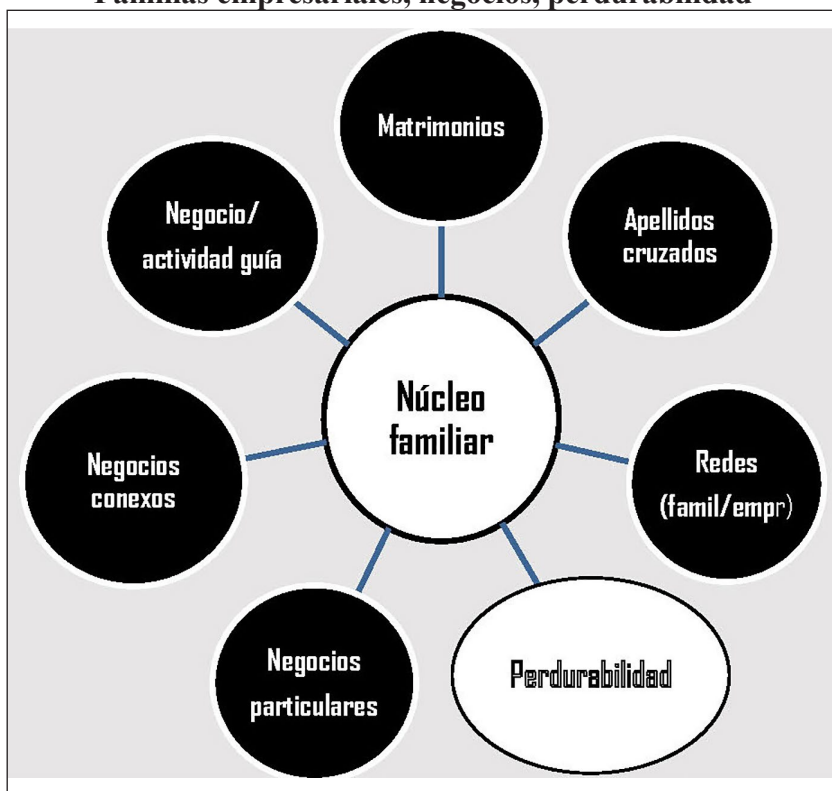 Familias empresariales, negocios, perdurabilidad
Matrimonios
Apellidos
cruzados
Redes
(famil/empr)
Perdurabilidad
Negocios
particulares
Negocios
conexos
Negocio/
actividad guía
Núcleo
familiar